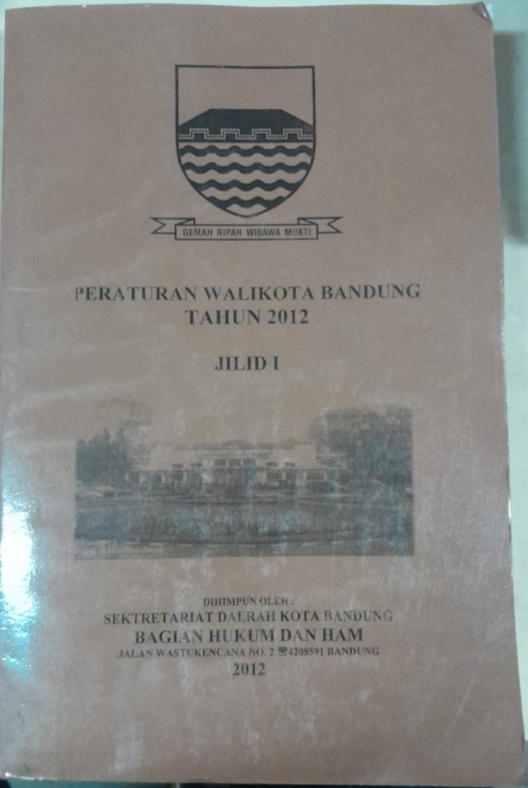 GEMAH RIPAH WIBAWA MUKTI
PERATURAN WALIKOTA BANDUNG
TAHUN 2012
JILID I
DIHIMPUN OLEH :
SEKTRETARIAT DAERAH KOTA BANDUNG
BAGIAN HUKUM DAN HAM
JALAN WASTUKENCANA NO. 2 ☏4208591 BANDUNG
2012